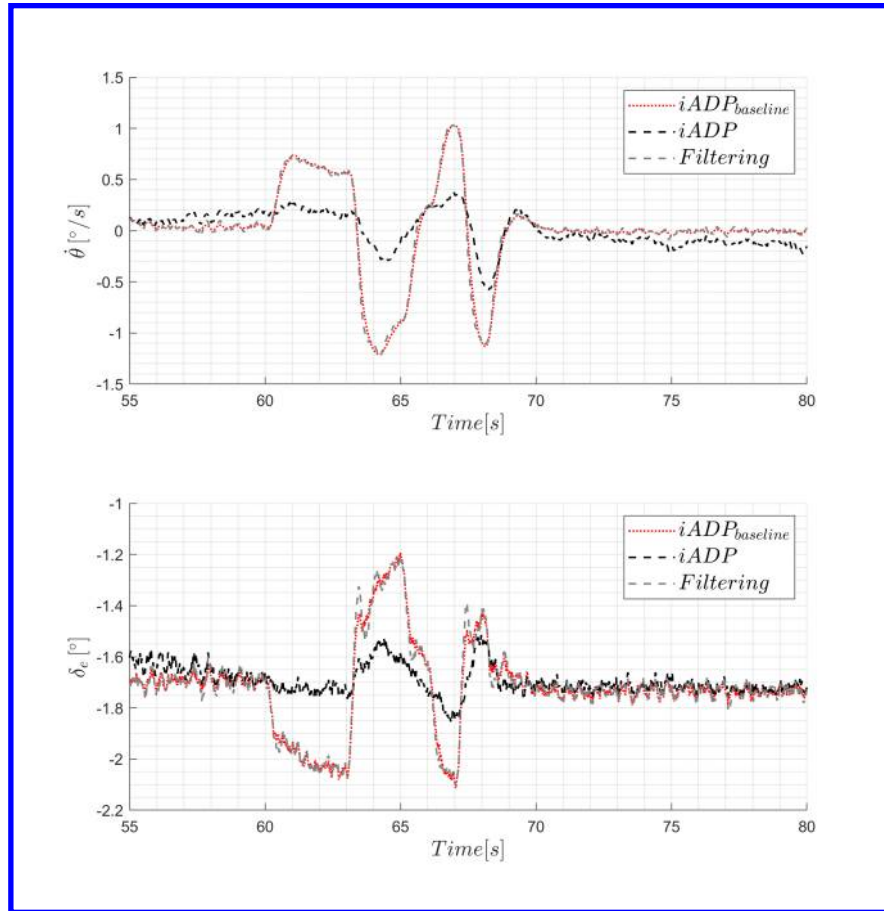 1.5
1
0.5
0
-0.5
-1
-1.5
θ̇ [°/s]
iADP_baseline
iADP
Filtering
55 60 65 70 75 80
Time[s]
-1
-1.2
-1.4
-1.6
-1.8
-2
-2.2
δ_e [°]
iADP_baseline
iADP
Filtering
55 60 65 70 75 80
Time[s]